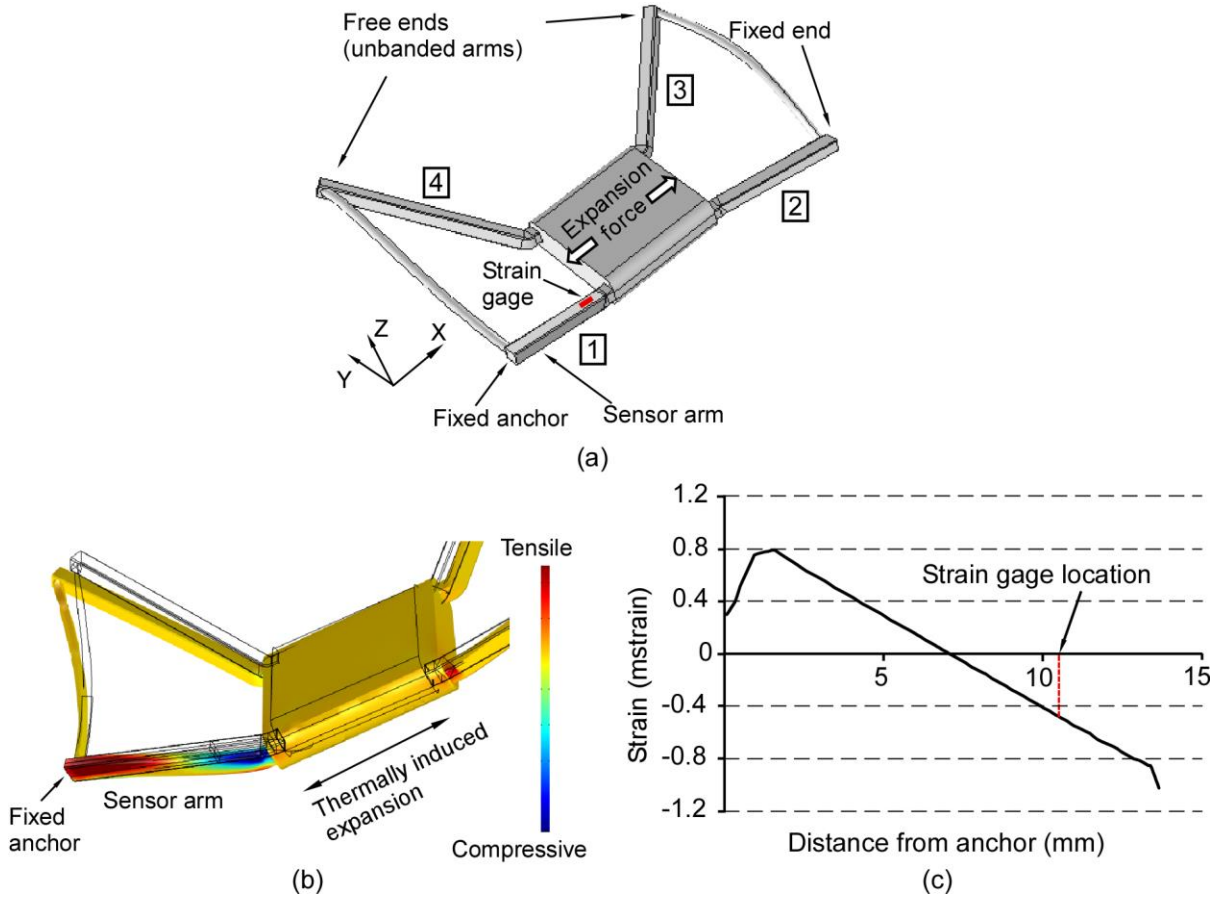 Free ends
(unbanded arms)
Fixed end
3
4
Expansion
force
2
Strain
gage
1
Z
X
Y
Fixed anchor
Sensor arm
(a)
Tensile
Fixed
anchor
Sensor arm
Thermally induced
expansion
Compressive
(b)
1.2
0.8
Strain gage location
0.4
0
5
10
15
-0.4
-0.8
-1.2
Strain (mstrain)
Distance from anchor (mm)
(c)